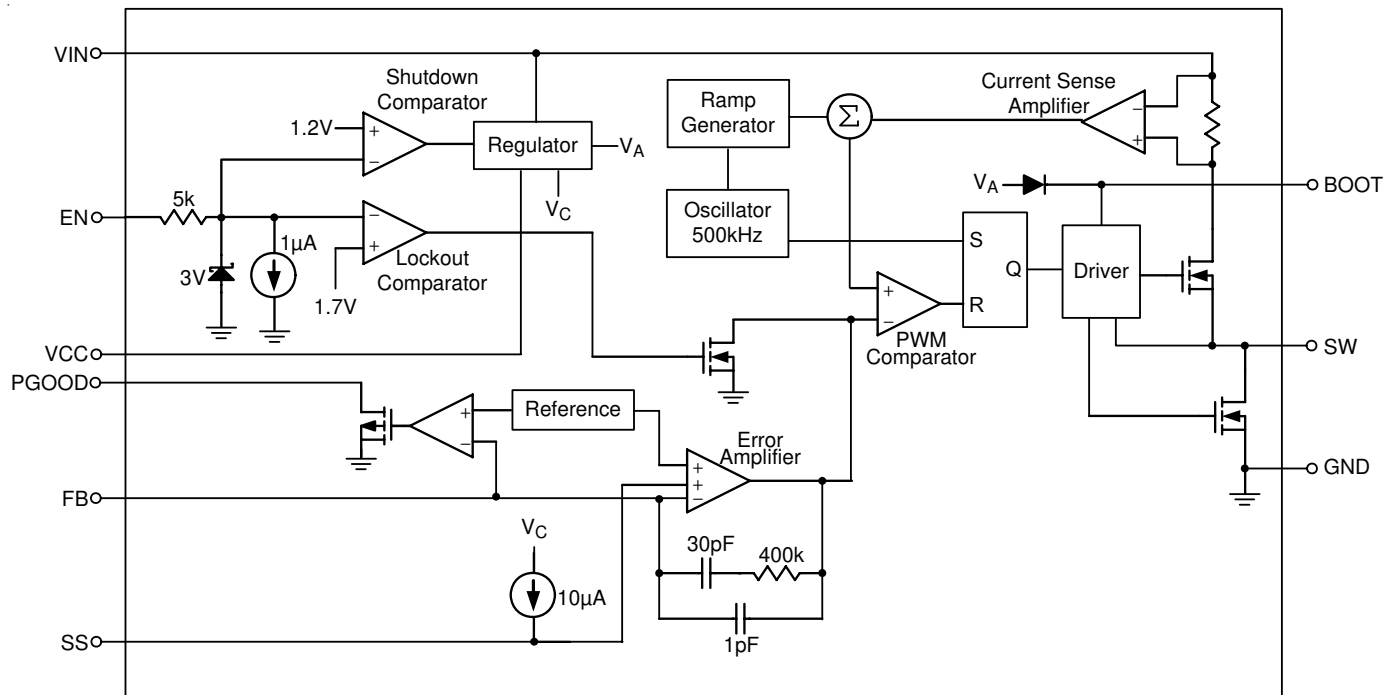 VIN
Shutdown
Comparator
1.2V
+
−
Regulator
VA
VC
Ramp
Generator
Σ
Current Sense
Amplifier
−
+
VA
BOOT
EN
5k
3V
1µA
−
+
1.7V
Lockout
Comparator
Oscillator
500kHz
S
Q
R
Driver
+
−
PWM
Comparator
SW
VCC
PGOOD
+
−
Reference
Error
Amplifier
+
+
−
GND
FB
VC
10µA
30pF
400k
1pF
SS